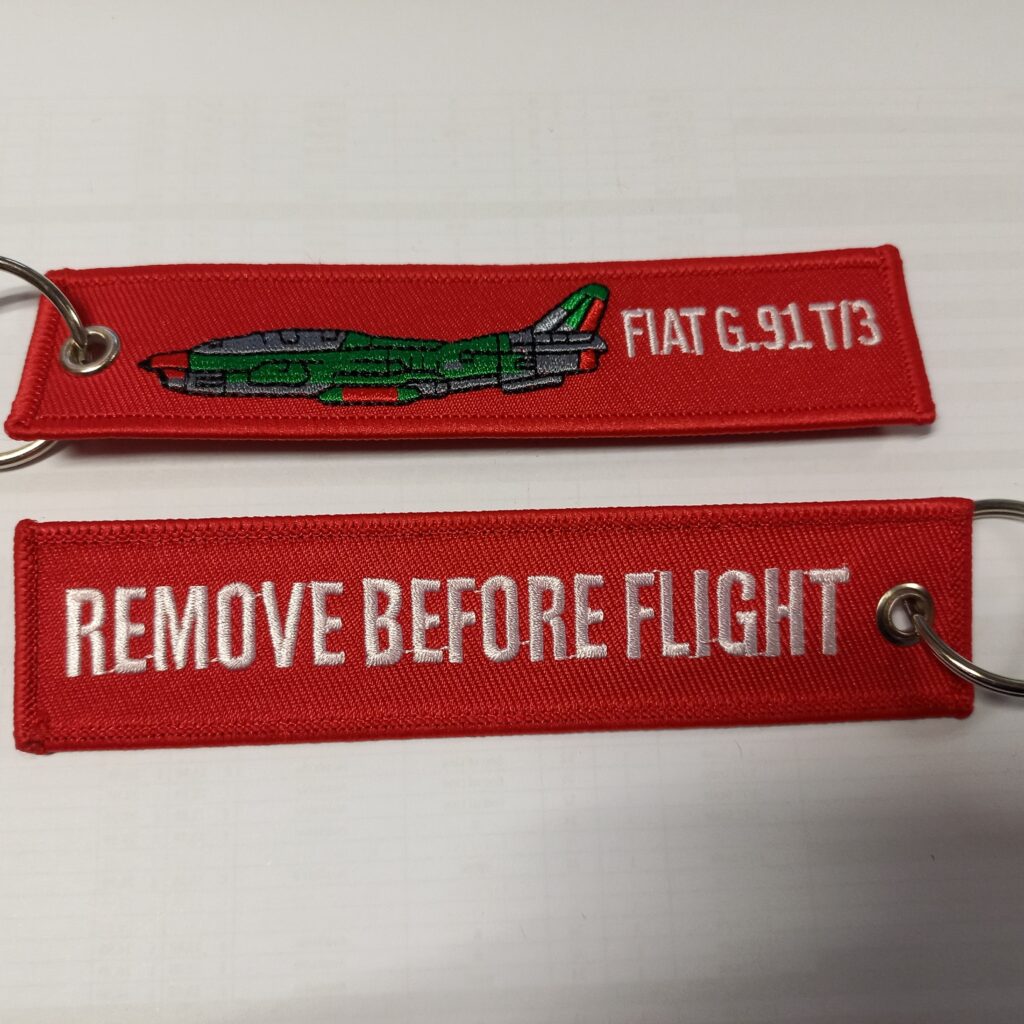 FIAT G.91 T/3
REMOVE BEFORE FLIGHT